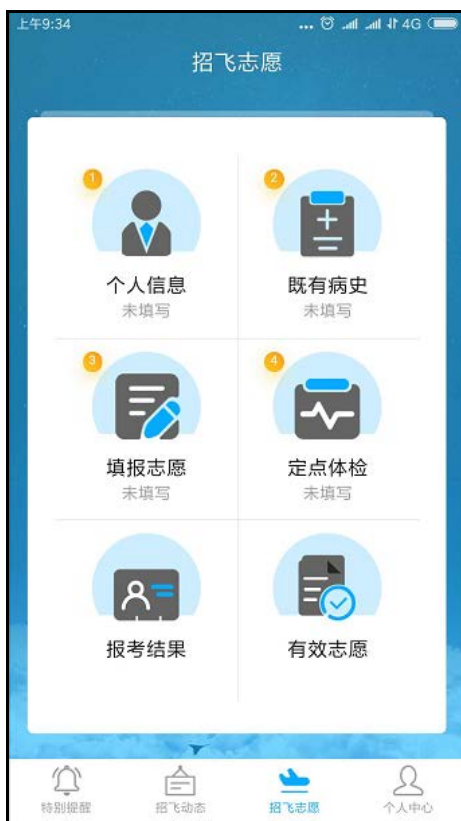 上午9:34
... 4G
招飞志愿
1
2
个人信息
既有病史
未填写
未填写
3
4
填报志愿
定点体检
未填写
未填写
报考结果
有效志愿
特别提醒
招飞动态
招飞志愿
个人中心